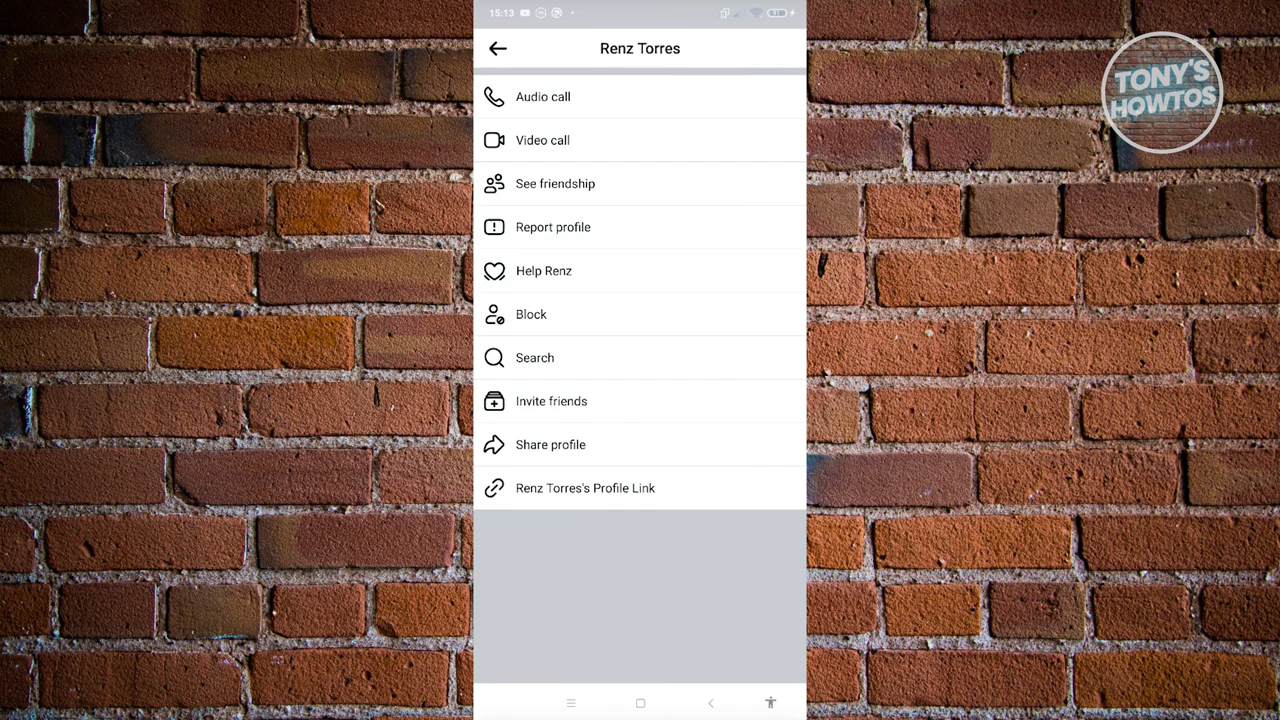 15:13
91
Renz Torres
Audio call
Video call
See friendship
Report profile
Help Renz
Block
Search
Invite friends
Share profile
Renz Torres's Profile Link
TONY'S
HOWTOS